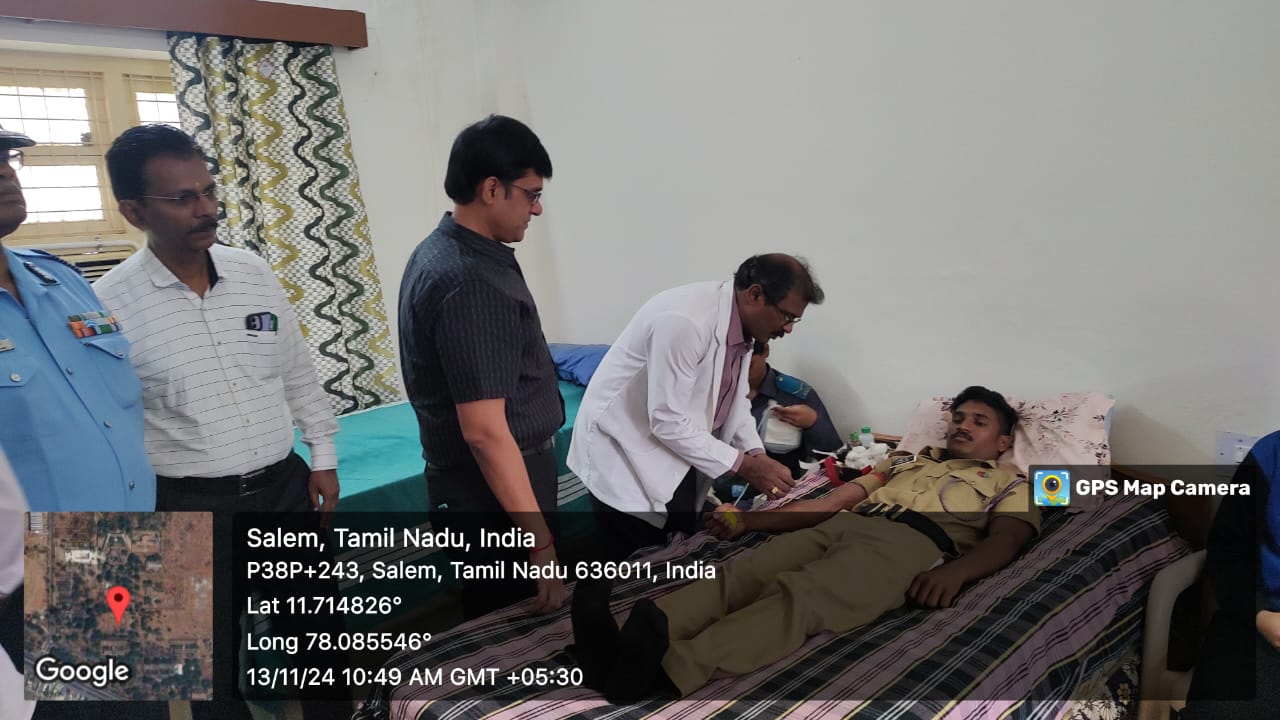 GPS Map Camera
Salem, Tamil Nadu, India
P38P+243, Salem, Tamil Nadu 636011, India
Lat 11.714826°
Long 78.085546°
13/11/24 10:49 AM GMT +05:30
Google